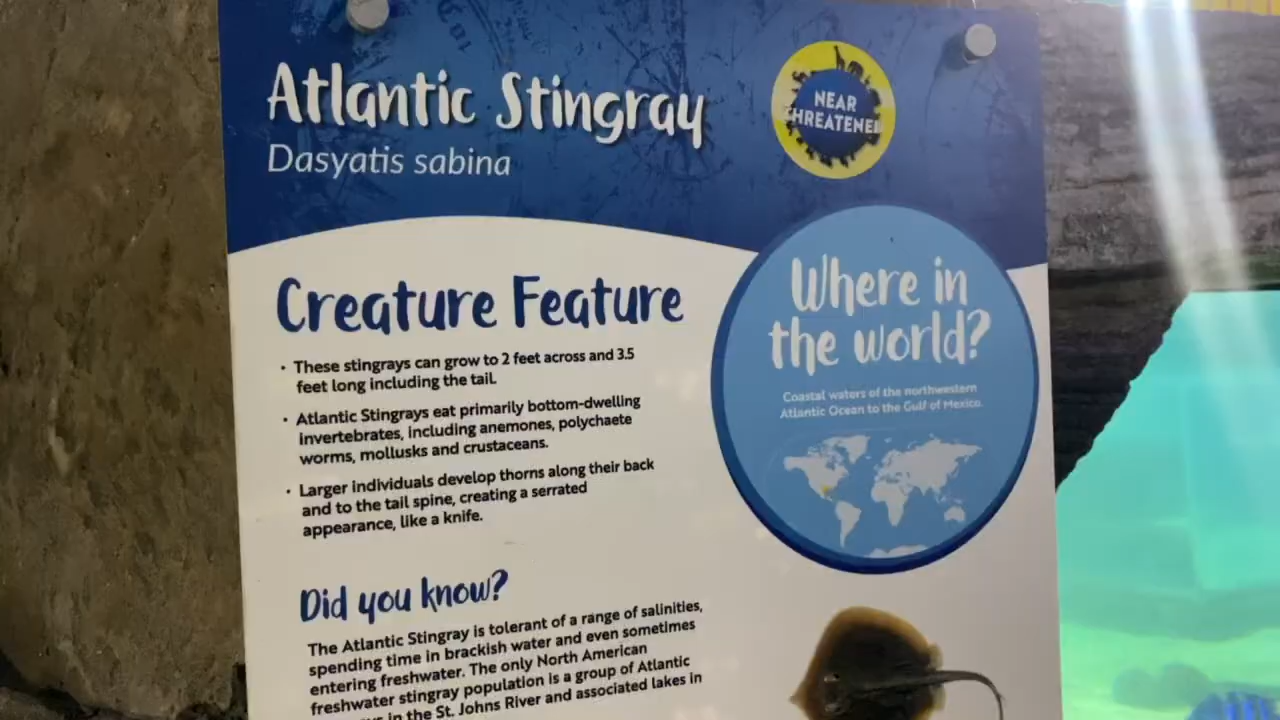 Atlantic Stingray
Dasyatis sabina
NEAR
THREATENED
Creature Feature
· These stingrays can grow to 2 feet across and 3.5
feet long including the tail.
· Atlantic Stingrays eat primarily bottom-dwelling
invertebrates, including anemones, polychaete
worms, mollusks and crustaceans.
· Larger individuals develop thorns along their back
and to the tail spine, creating a serrated
appearance, like a knife.
Where in
the world?
Coastal waters of the northwestern
Atlantic Ocean to the Gulf of Mexico.
Did you know?
The Atlantic Stingray is tolerant of a range of salinities,
spending time in brackish water and even sometimes
entering freshwater. The only North American
freshwater stingray population is a group of Atlantic
in the St. Johns River and associated lakes in